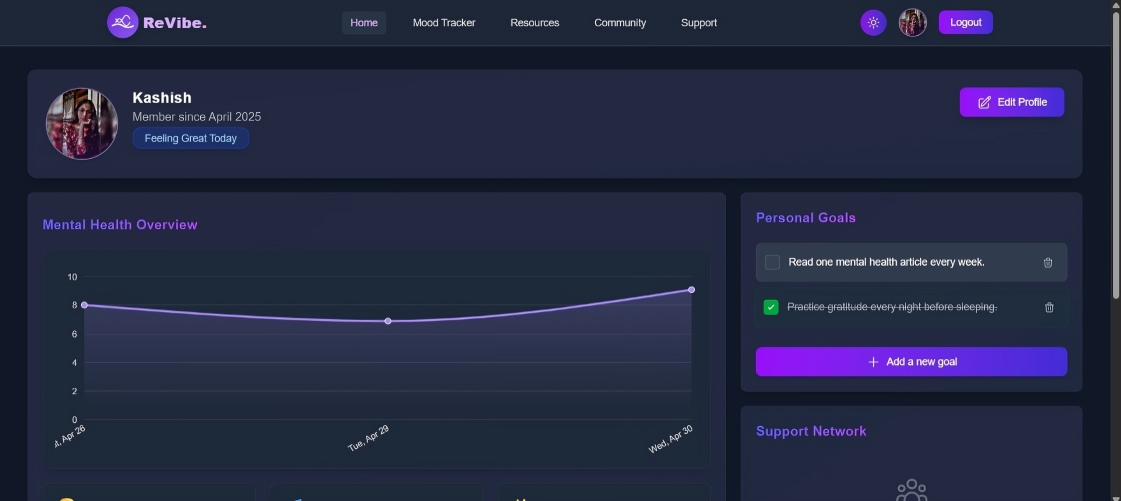 ReVibe.
Home Mood Tracker Resources Community Support
Logout
Kashish
Member since April 2025
Feeling Great Today
Edit Profile
Mental Health Overview
10
8
6
4
2
0
Apr 26
Tue, Apr 29
Wed, Apr 30
Personal Goals
Read one mental health article every week.
Practice gratitude every night before sleeping.
Add a new goal
Support Network